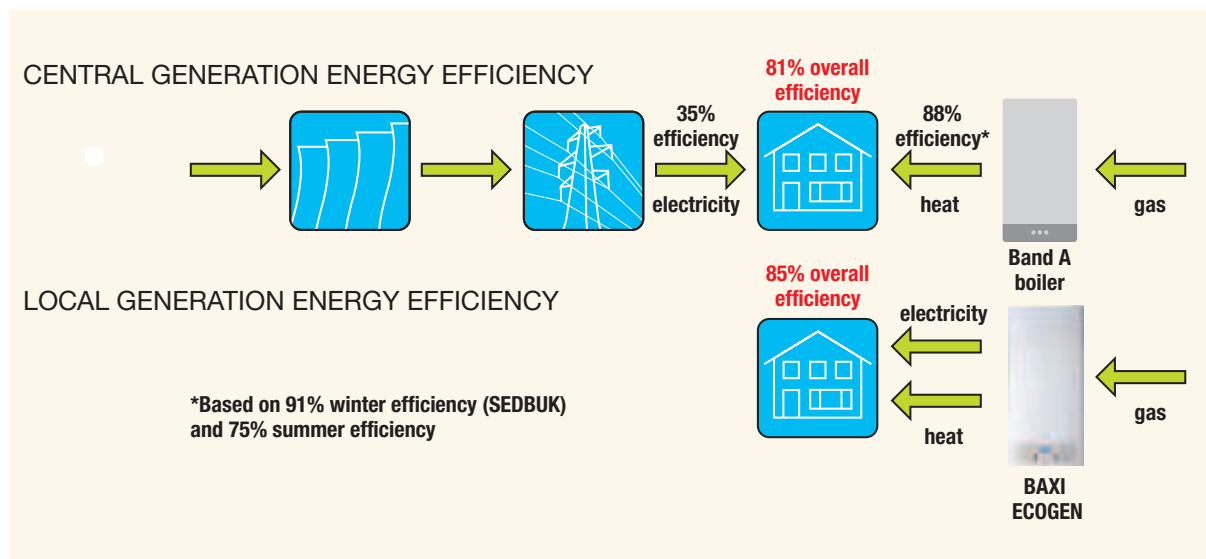 CENTRAL GENERATION ENERGY EFFICIENCY
81% overall
efficiency
35%
efficiency
electricity
88%
efficiency*
heat
gas
Band A
boiler
LOCAL GENERATION ENERGY EFFICIENCY
85% overall
efficiency
electricity
heat
gas
*Based on 91% winter efficiency (SEDBUK)
and 75% summer efficiency
BAXI
ECOGEN